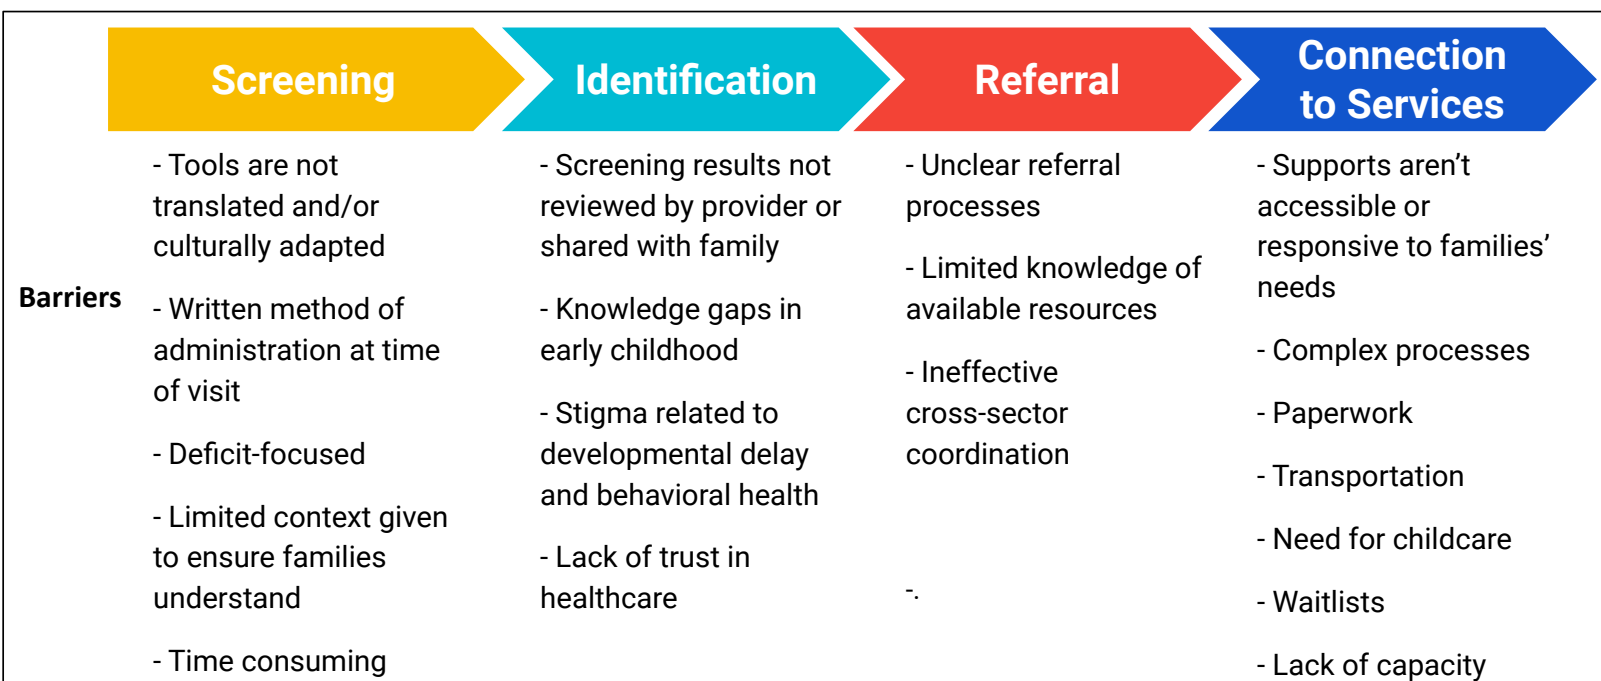 Screening
Identification
Referral
Connection
to Services
Barriers
- Tools are not
translated and/or
culturally adapted
- Written method of
administration at time
of visit
- Deficit-focused
- Limited context given
to ensure families
understand
- Time consuming
- Screening results not
reviewed by provider or
shared with family
- Knowledge gaps in
early childhood
- Stigma related to
developmental delay
and behavioral health
- Lack of trust in
healthcare
- Unclear referral
processes
- Limited knowledge of
available resources
- Ineffective
cross-sector
coordination
-.
- Supports aren’t
accessible or
responsive to families’
needs
- Complex processes
- Paperwork
- Transportation
- Need for childcare
- Waitlists
- Lack of capacity